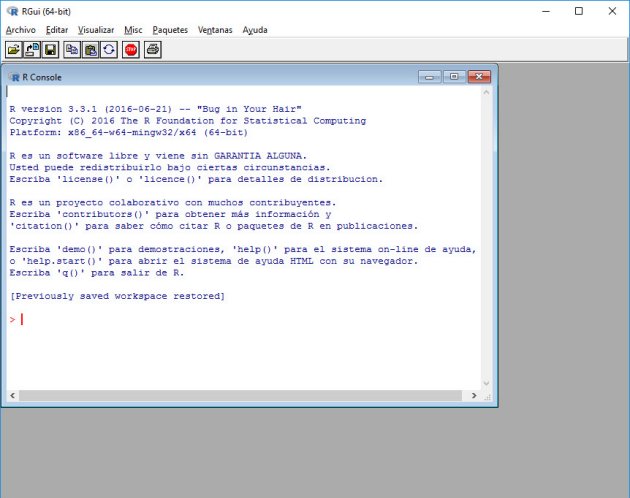 RGui (64-bit)
Archivo Editar Visualizar Misc Paquetes Ventanas Ayuda
STOP
R Console
R version 3.3.1 (2016-06-21) -- "Bug in Your Hair"
Copyright (C) 2016 The R Foundation for Statistical Computing
Platform: x86_64-w64-mingw32/x64 (64-bit)
R es un software libre y viene sin GARANTIA ALGUNA.
Usted puede redistribuirlo bajo ciertas circunstancias.
Escriba 'license()' o 'licence()' para detalles de distribucion.
R es un proyecto colaborativo con muchos contribuyentes.
Escriba 'contributors()' para obtener más información y
'citation()' para saber cómo citar R o paquetes de R en publicaciones.
Escriba 'demo()' para demostraciones, 'help()' para el sistema on-line de ayuda,
o 'help.start()' para abrir el sistema de ayuda HTML con su navegador.
Escriba 'q()' para salir de R.
[Previously saved workspace restored]
>